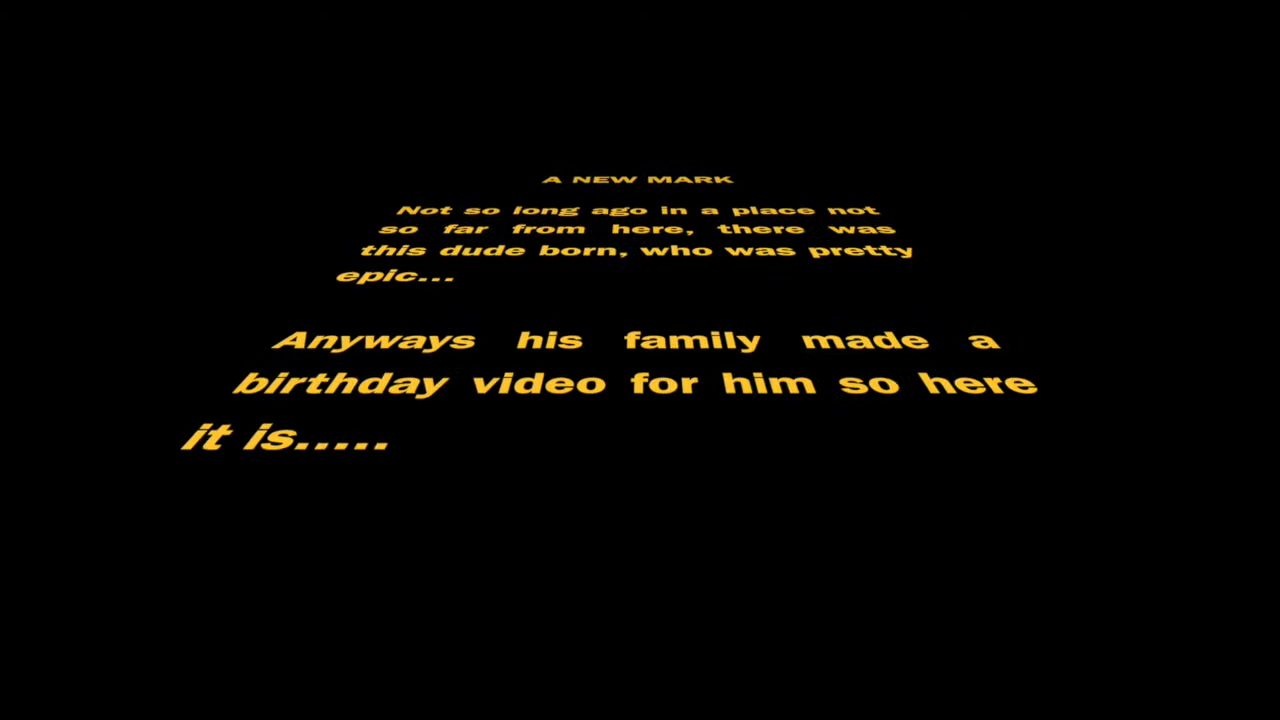 A NEW MARK
Not so long ago in a place not
so far from here, there was
this dude born, who was pretty
epic...
Anyways his family made a
birthday video for him so here
it is.....